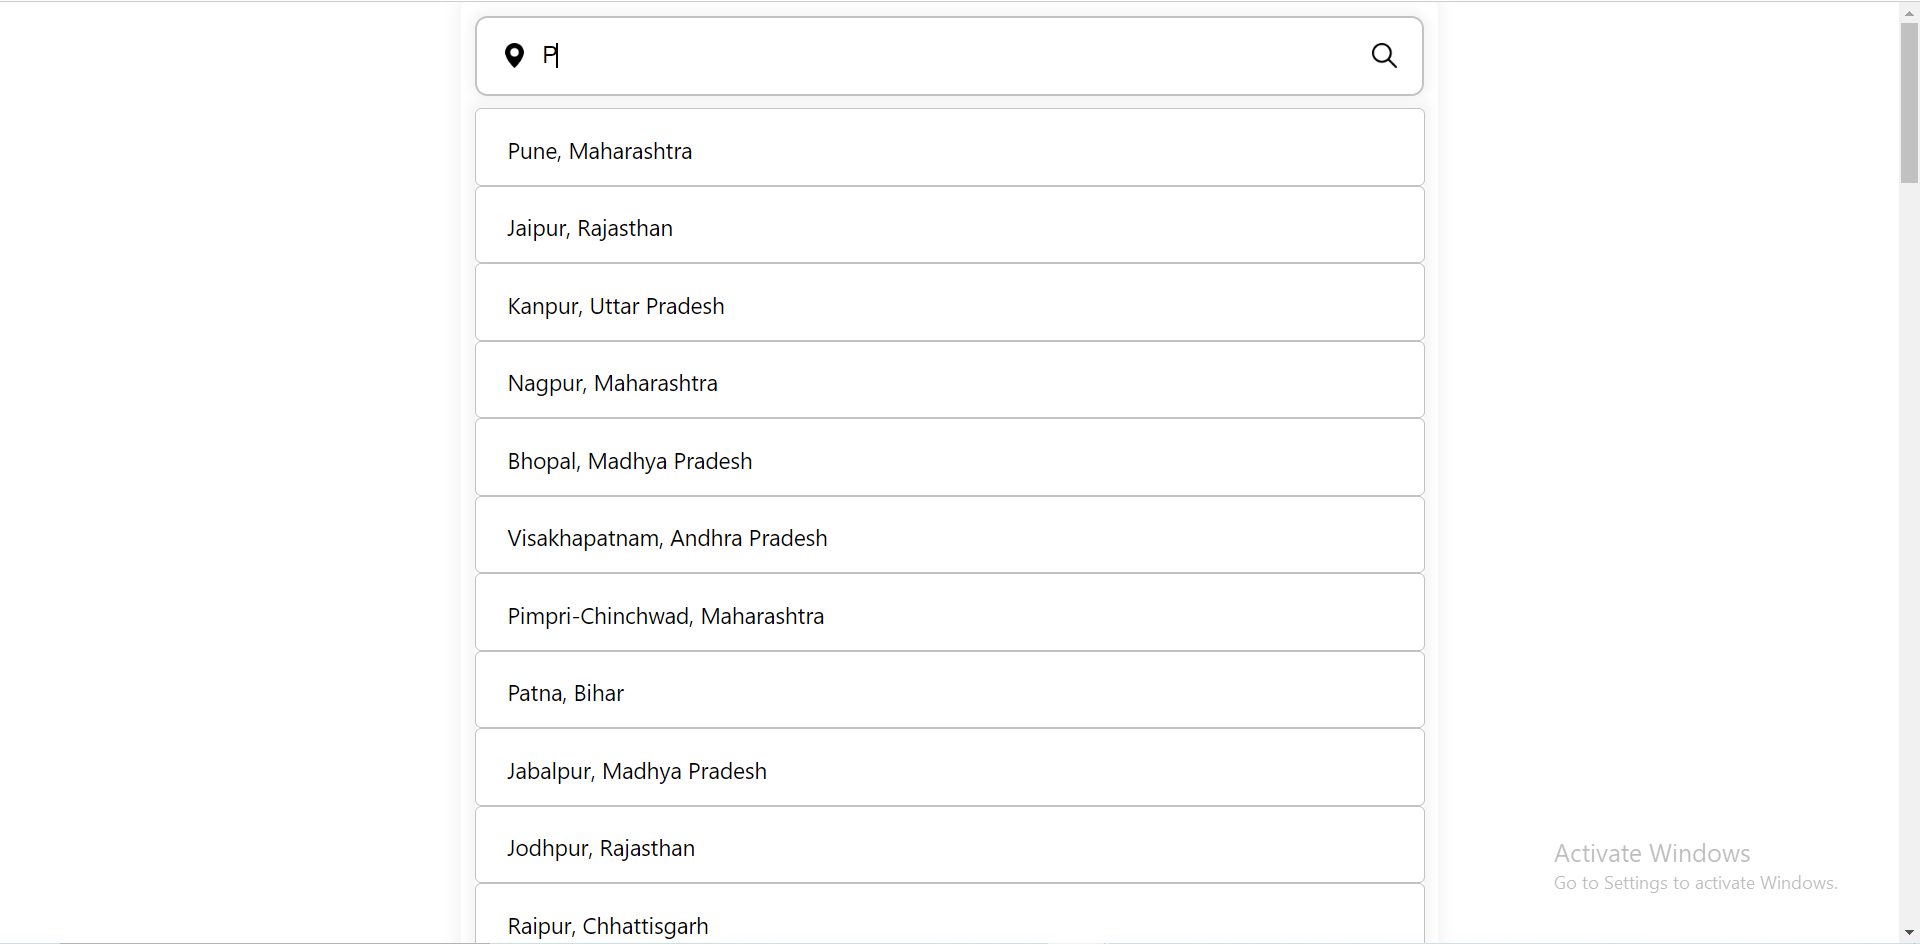 P
Pune, Maharashtra
Jaipur, Rajasthan
Kanpur, Uttar Pradesh
Nagpur, Maharashtra
Bhopal, Madhya Pradesh
Visakhapatnam, Andhra Pradesh
Pimpri-Chinchwad, Maharashtra
Patna, Bihar
Jabalpur, Madhya Pradesh
Jodhpur, Rajasthan
Raipur, Chhattisgarh
Activate Windows
Go to Settings to activate Windows.